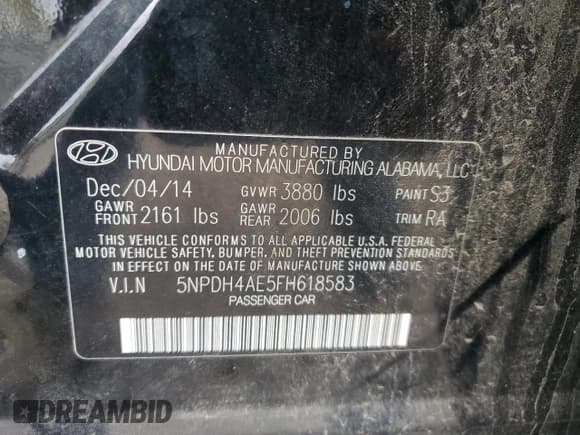 MANUFACTURED BY
HYUNDAI MOTOR MANUFACTURING ALABAMA, LLC
Dec/04/14 GVWR 3880 lbs PAINT S3
GAWR FRONT 2161 lbs GAWR REAR 2006 lbs TRIM RA
THIS VEHICLE CONFORMS TO ALL APPLICABLE U.S.A. FEDERAL
MOTOR VEHICLE SAFETY, BUMPER, AND THEFT PREVENTION STANDARDS
IN EFFECT ON THE DATE OF MANUFACTURE SHOWN ABOVE.
V.I.N 5NPDH4AE5FH618583
PASSENGER CAR
DREAMBID